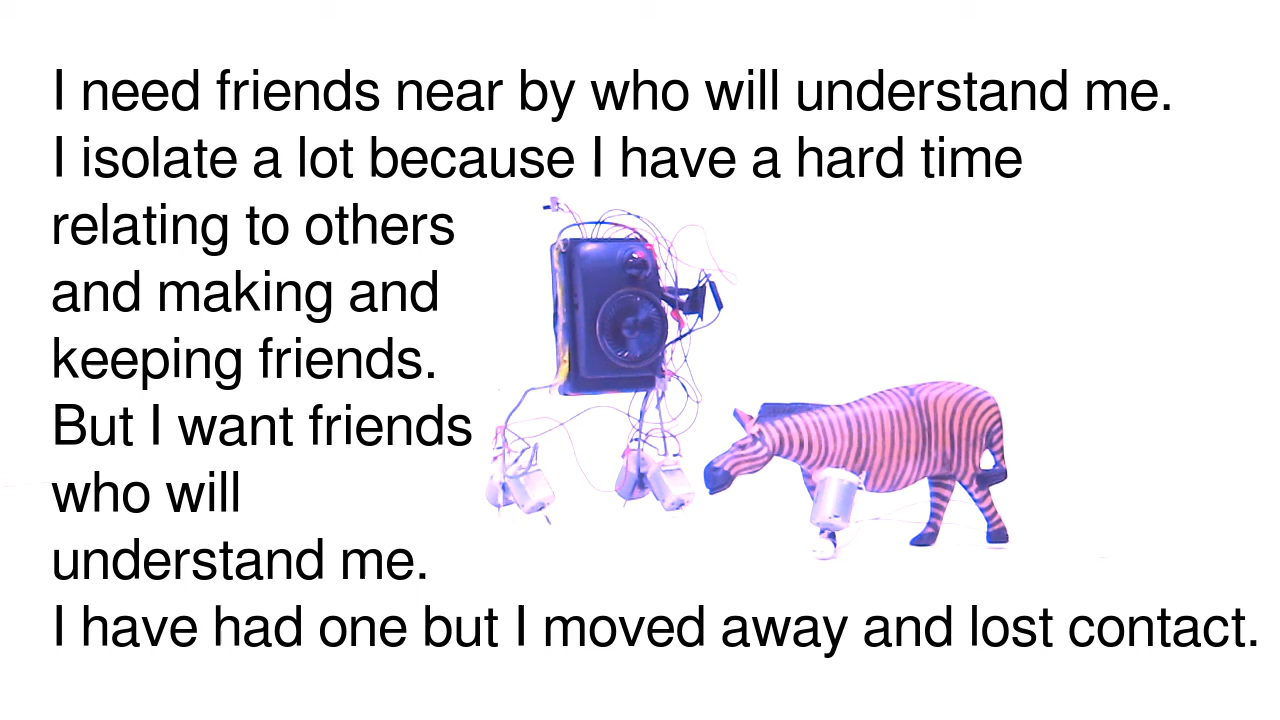 I need friends near by who will understand me.
I isolate a lot because I have a hard time
relating to others
and making and
keeping friends.
But I want friends
who will
understand me.
I have had one but I moved away and lost contact.